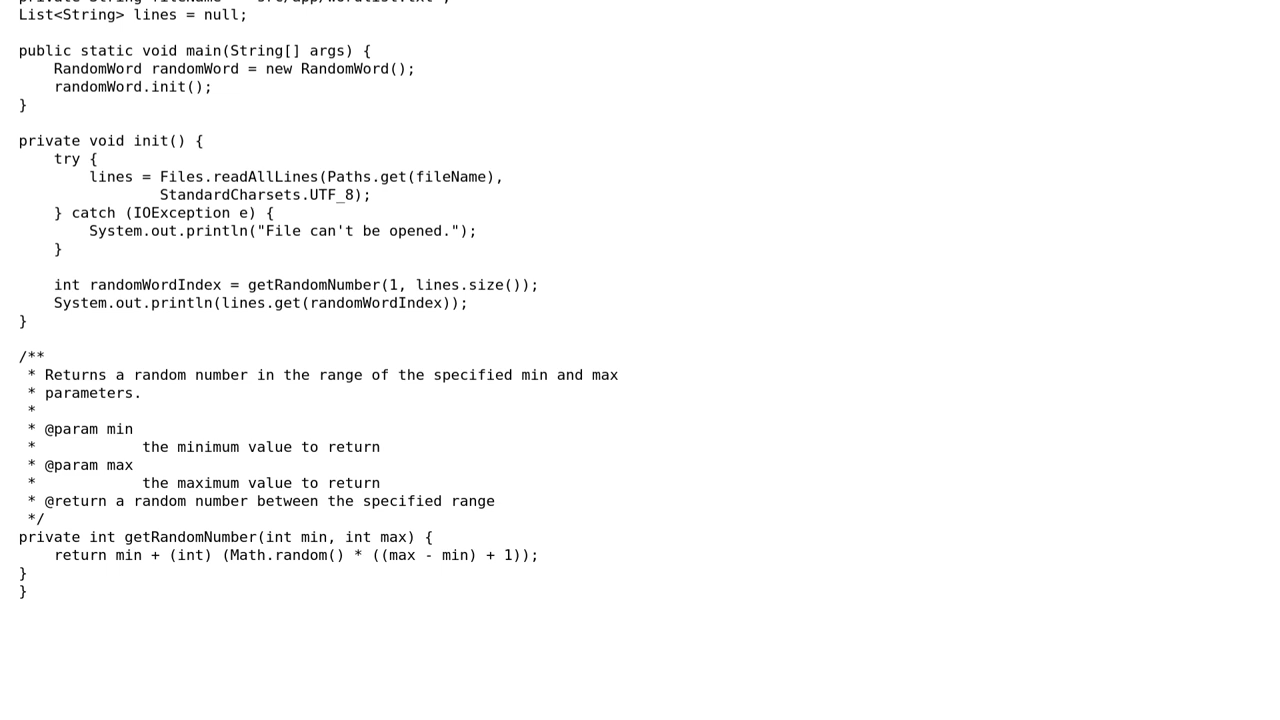 List<String> lines = null;
public static void main(String[] args) {
    RandomWord randomWord = new RandomWord();
    randomWord.init();
}
private void init() {
    try {
        lines = Files.readAllLines(Paths.get(fileName),
                StandardCharsets.UTF_8);
    } catch (IOException e) {
        System.out.println("File can't be opened.");
    }
    int randomWordIndex = getRandomNumber(1, lines.size());
    System.out.println(lines.get(randomWordIndex));
}
/**
 * Returns a random number in the range of the specified min and max
 * parameters.
 *
 * @param min
 *            the minimum value to return
 * @param max
 *            the maximum value to return
 * @return a random number between the specified range
 */
private int getRandomNumber(int min, int max) {
    return min + (int) (Math.random() * ((max - min) + 1));
}
}